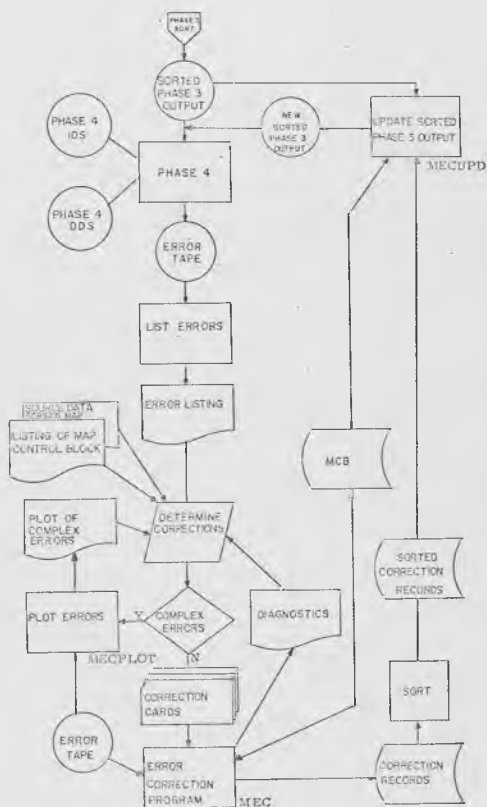 PHASE 3
SORT
SORTED
PHASE 3
OUTPUT
PHASE 4
IDS
NEW
SORTED
PHASE 3
OUTPUT
UPDATE SORTED
PHASE 3 OUTPUT
MECUPD
PHASE 4
PHASE 4
DDS
ERROR
TAPE
LIST ERRORS
ERROR LISTING
SOURCE DATA
LISTING OF MAP
CONTROL BLOCK
MCB
PLOT OF
COMPLEX
ERRORS
DETERMINE
CORRECTIONS
SORTED
CORRECTION
RECORDS
PLOT ERRORS
Y
COMPLEX
ERRORS
DIAGNOSTICS
MECPLOT
N
CORRECTION
CARDS
SORT
ERROR
TAPE
ERROR
CORRECTION
PROGRAM
MEC
CORRECTION
RECORDS